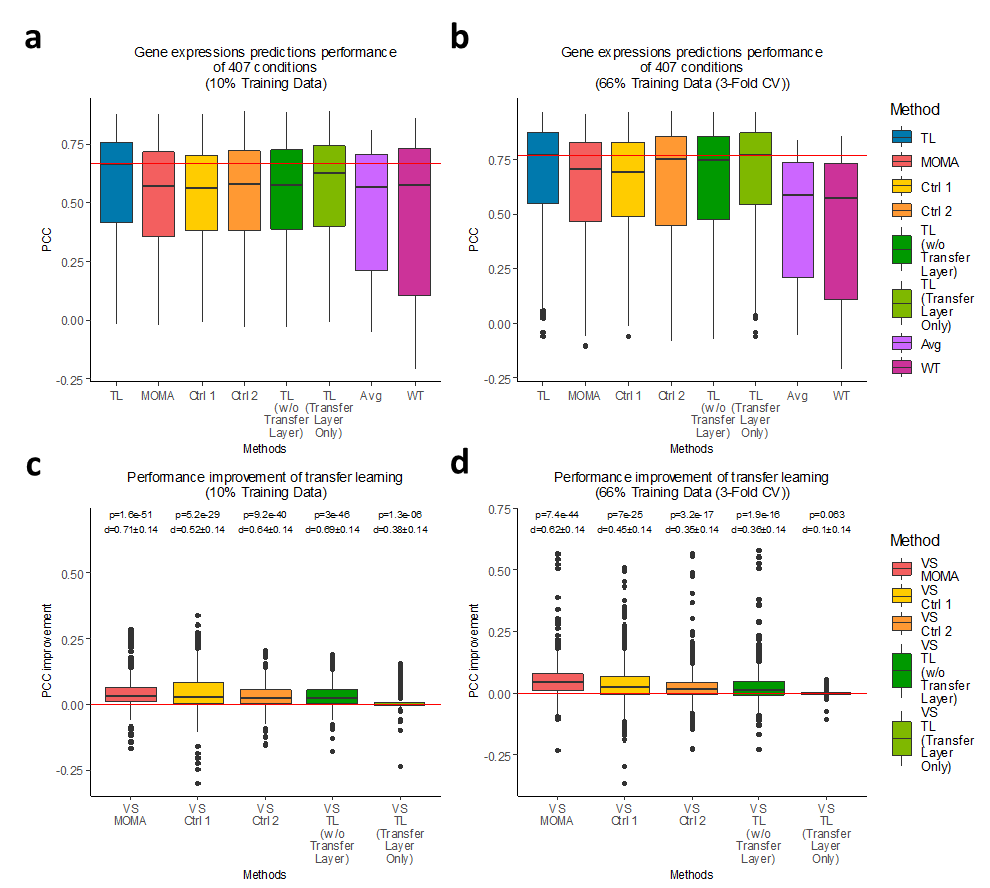 a
Gene expressions predictions performance
of 407 conditions
(10% Training Data)
PCC
0.75
0.50
0.25
0.00
-0.25
TL
MOMA
Ctrl 1
Ctrl 2
TL
(w/o
Transfer
Layer)
TL
(Transfer
Layer
Only)
Avg
WT
Methods
b
Gene expressions predictions performance
of 407 conditions
(66% Training Data (3-Fold CV))
PCC
0.75
0.50
0.25
0.00
-0.25
TL
MOMA
Ctrl 1
Ctrl 2
TL
(w/o
Transfer
Layer)
TL
(Transfer
Layer
Only)
Avg
WT
Methods
Method
TL
MOMA
Ctrl 1
Ctrl 2
TL
(w/o
Transfer
Layer)
TL
(Transfer
Layer
Only)
Avg
WT
c
Performance improvement of transfer learning
(10% Training Data)
p=1.6e-51 p=5.2e-29 p=9.2e-40 p=3e-46 p=1.3e-06
d=0.71±0.14 d=0.52±0.14 d=0.64±0.14 d=0.69±0.14 d=0.38±0.14
PCC improvement
0.50
0.25
0.00
-0.25
VS
MOMA
VS
Ctrl 1
VS
Ctrl 2
VS
TL
(w/o
Transfer
Layer)
VS
TL
(Transfer
Layer
Only)
Methods
d
Performance improvement of transfer learning
(66% Training Data (3-Fold CV))
p=7.4e-44 p=7e-25 p=3.2e-17 p=1.9e-16 p=0.063
d=0.62±0.14 d=0.45±0.14 d=0.35±0.14 d=0.36±0.14 d=0.1±0.14
PCC improvement
0.75
0.50
0.25
0.00
-0.25
VS
MOMA
VS
Ctrl 1
VS
Ctrl 2
VS
TL
(w/o
Transfer
Layer)
VS
TL
(Transfer
Layer
Only)
Methods
Method
VS
MOMA
VS
Ctrl 1
VS
Ctrl 2
VS
TL
(w/o
Transfer
Layer)
VS
TL
(Transfer
Layer
Only)